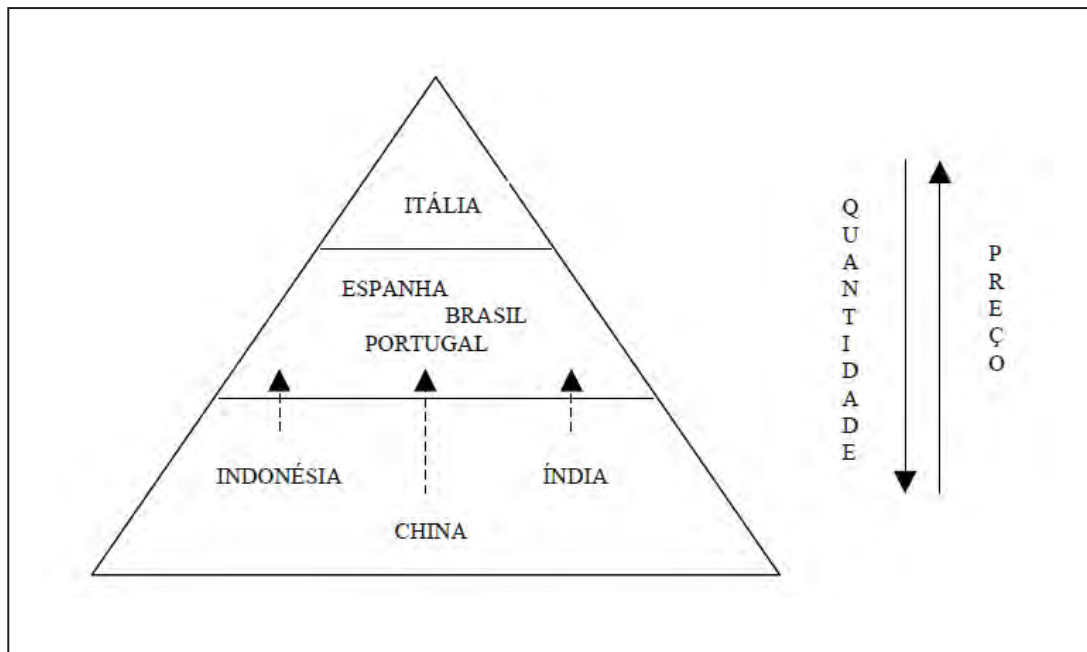 ITÁLIA
ESPANHA
BRASIL
PORTUGAL
INDONÉSIA
ÍNDIA
CHINA
QUANTIDADE
PREÇO